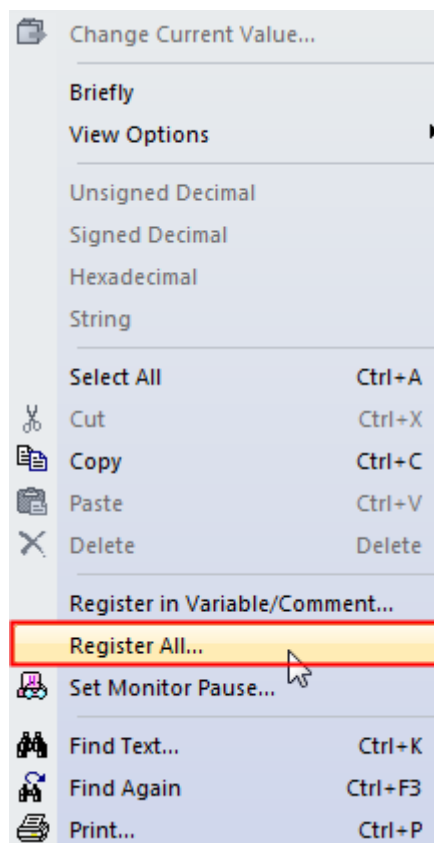 Change Current Value...
Briefly
View Options
Unsigned Decimal
Signed Decimal
Hexadecimal
String
Select All Ctrl+A
Cut Ctrl+X
Copy Ctrl+C
Paste Ctrl+V
Delete Delete
Register in Variable/Comment...
Register All...
Set Monitor Pause...
Find Text... Ctrl+K
Find Again Ctrl+F3
Print... Ctrl+P